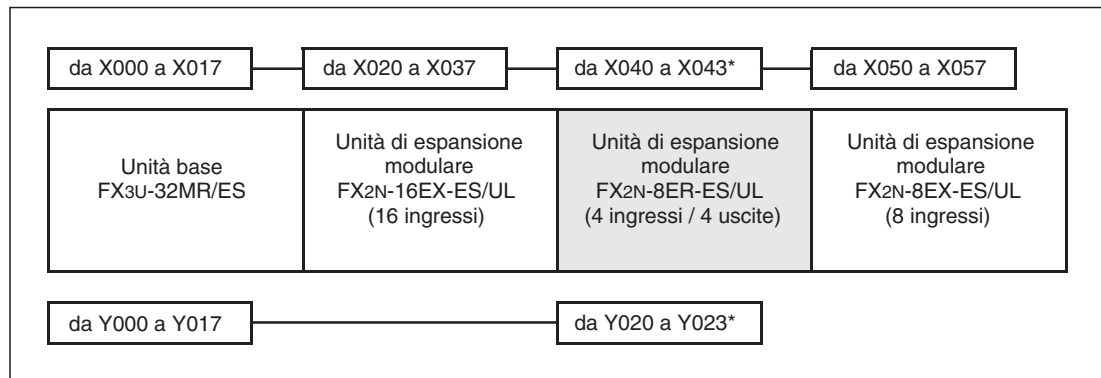 da X000 a X017
da X020 a X037
da X040 a X043*
da X050 a X057
Unità base
FX3U-32MR/ES
Unità di espansione
modulare
FX2N-16EX-ES/UL
(16 ingressi)
Unità di espansione
modulare
FX2N-8ER-ES/UL
(4 ingressi / 4 uscite)
Unità di espansione
modulare
FX2N-8EX-ES/UL
(8 ingressi)
da Y000 a Y017
da Y020 a Y023*